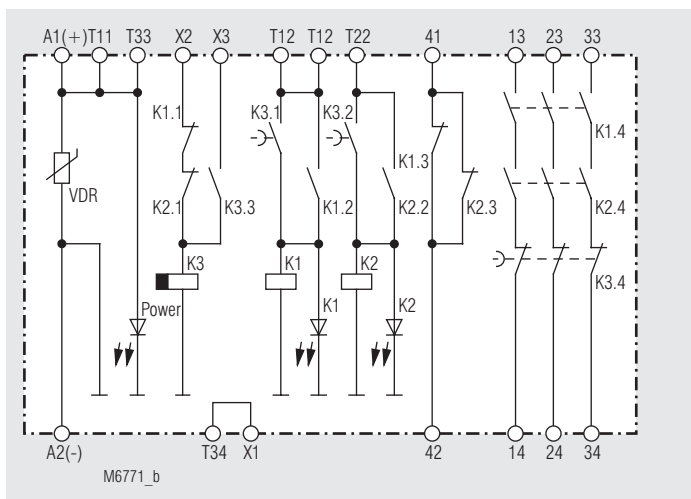 A1(+) T11 T33 X2 X3 T12 T12 T22 41 13 23 33
K1.1 K3.1 K3.2
K1.4
K1.3
VDR
K2.1 K3.3 K1.2 K2.2 K2.3 K2.4
K3 K1 K2
K3.4
Power K1 K2
A2(-) T34 X1 42 14 24 34
M6771_b